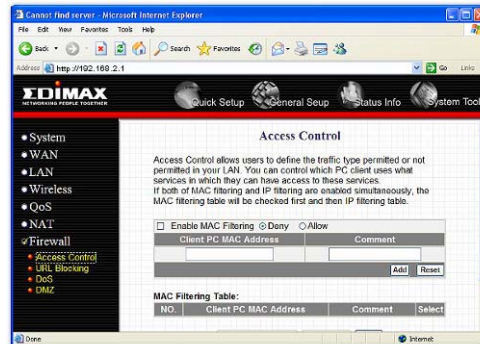 Cannot find server - Microsoft Internet Explorer
File Edit View Favorites Tools Help
Back Search Favorites
Address http://192.168.2.1 Go Links
EDIMAX
NETWORKING PEOPLE TOGETHER
Quick Setup General Seup Status Info System Tool
System
WAN
LAN
Wireless
QoS
NAT
Firewall
Access Control
URL Blocking
DoS
DMZ
Access Control
Access Control allows users to define the traffic type permitted or not
permitted in your LAN. You can control which PC client uses what
services in which they can have access to these services.
If both of MAC filtering and IP filtering are enabled simultaneously, the
MAC filtering table will be checked first and then IP filtering table.
Enable MAC Filtering Deny Allow
Client PC MAC Address Comment
Add Reset
MAC Filtering Table:
NO. Client PC MAC Address Comment Select
Done Internet